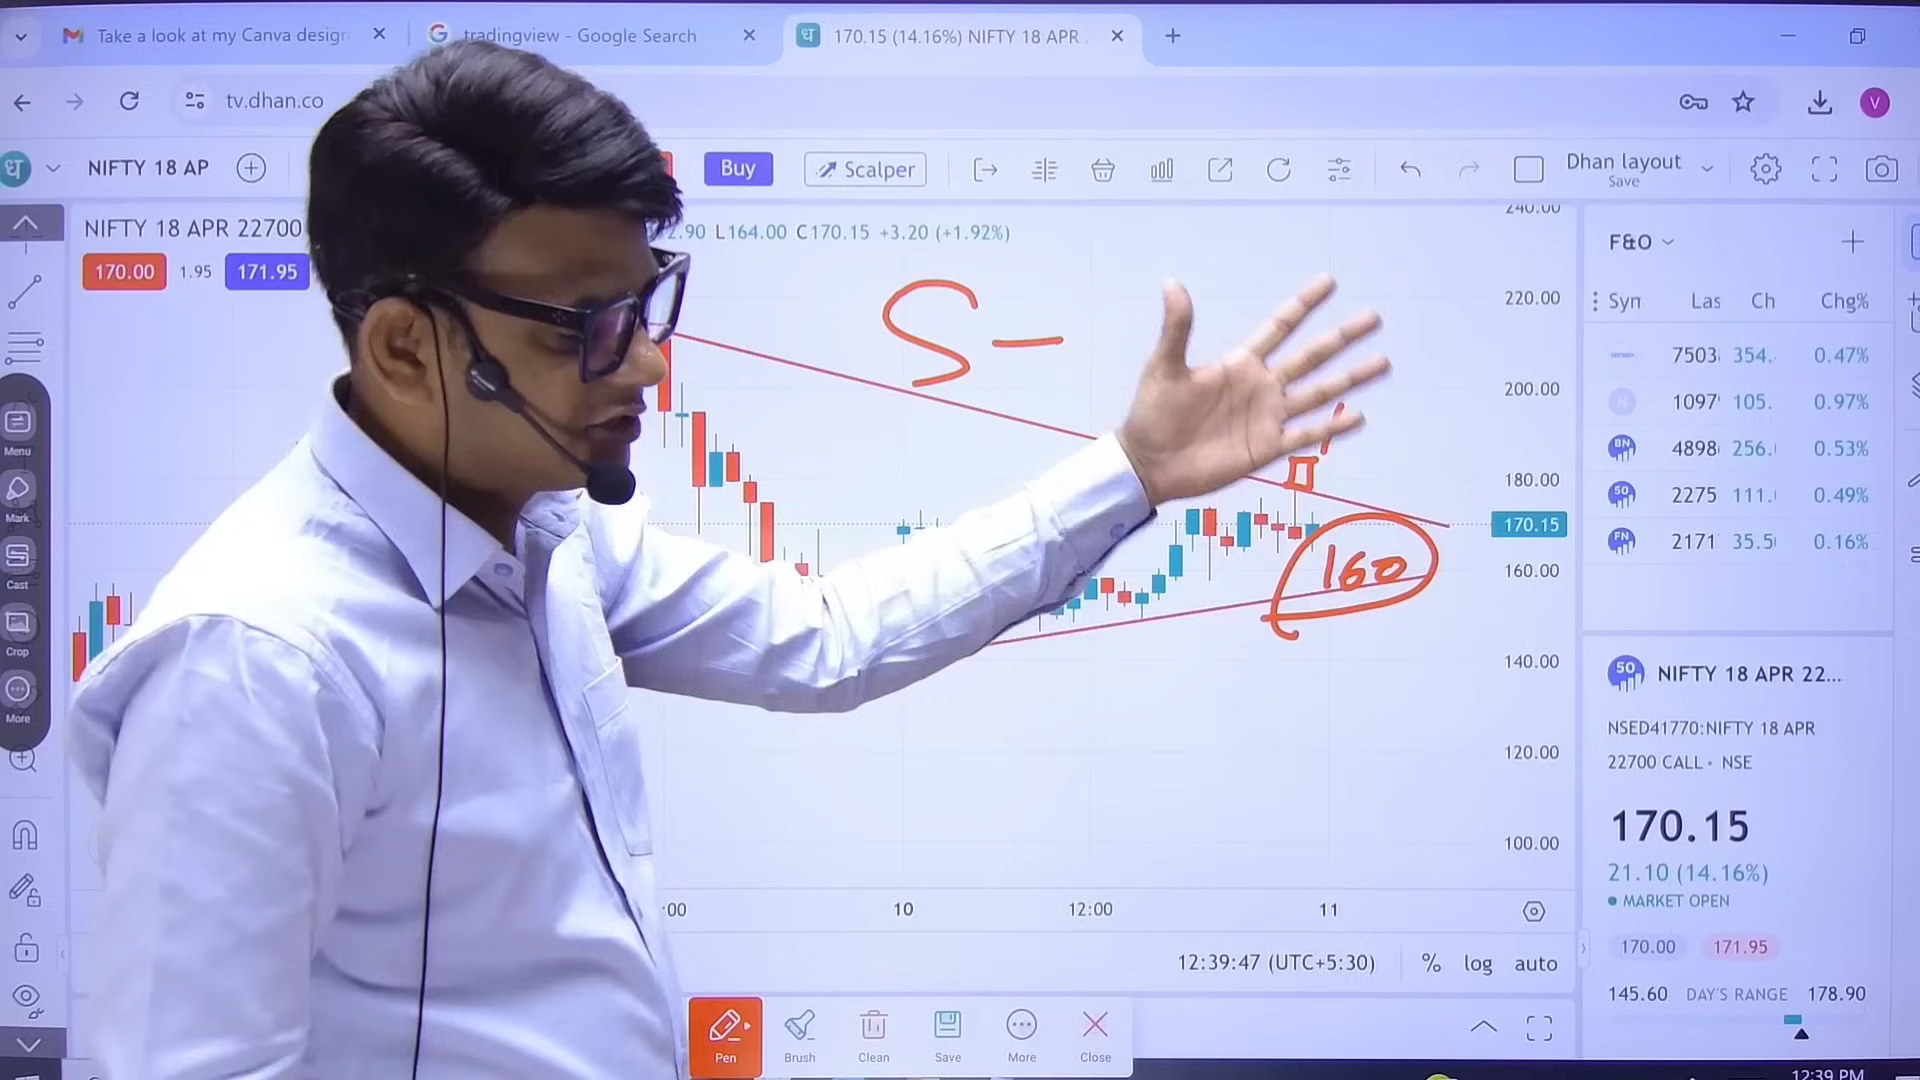 Take a look at my Canva design
tradingview - Google Search
170.15 (14.16%) NIFTY 18 APR
tv.dhan.co
V
ध
NIFTY 18 AP
Buy
Scalper
Dhan layout
Save
NIFTY 18 APR 22700
2.90 L164.00 C170.15 +3.20 (+1.92%)
170.00 1.95 171.95
S-
160
240.00
220.00
200.00
180.00
170.15
160.00
140.00
120.00
100.00
:00 10 12:00 11
12:39:47 (UTC+5:30) % log auto
Menu
Mark
Cast
Crop
More
Pen Brush Clean Save More Close
F&O
Syn Las Ch Chg%
7503 354. 0.47%
1097 105. 0.97%
BN 4898 256. 0.53%
50 2275 111. 0.49%
FN 2171 35.5 0.16%
50 NIFTY 18 APR 22...
NSED41770:NIFTY 18 APR
22700 CALL • NSE
170.15
21.10 (14.16%)
MARKET OPEN
170.00 171.95
145.60 DAY'S RANGE 178.90
12:39 PM